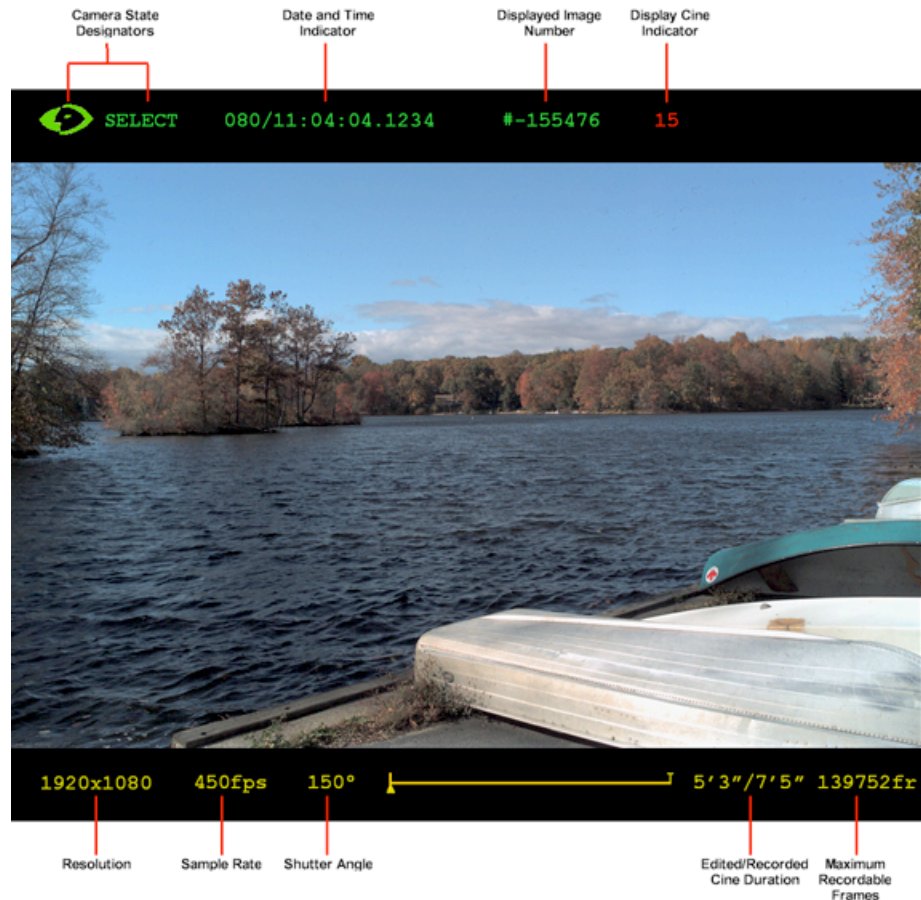 Camera State
Designators
Date and Time
Indicator
Displayed Image
Number
Display Cine
Indicator
SELECT 080/11:04:04.1234 #-155476 15
1920x1080 450fps 150° 5'3"/7'5" 139752fr
Resolution
Sample Rate
Shutter Angle
Edited/Recorded
Cine Duration
Maximum
Recordable
Frames